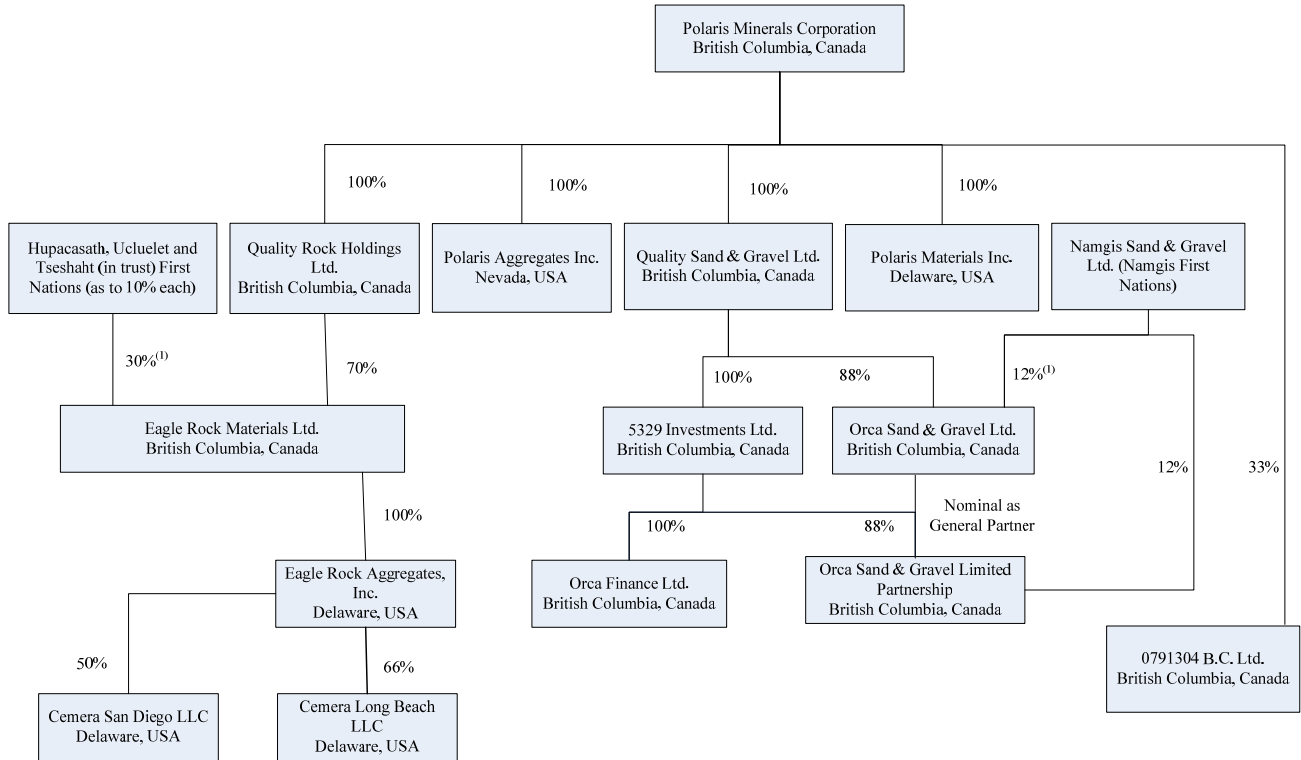 Polaris Minerals Corporation
British Columbia, Canada
100%
100%
100%
100%
Hupacasath, Ucluelet and
Tseshaht (in trust) First
Nations (as to 10% each)
Quality Rock Holdings
Ltd.
British Columbia, Canada
Polaris Aggregates Inc.
Nevada, USA
Quality Sand & Gravel Ltd.
British Columbia, Canada
Polaris Materials Inc.
Delaware, USA
Namgis Sand & Gravel
Ltd. (Namgis First
Nations)
30%(1)
70%
100%
88%
12%(1)
Eagle Rock Materials Ltd.
British Columbia, Canada
5329 Investments Ltd.
British Columbia, Canada
Orca Sand & Gravel Ltd.
British Columbia, Canada
12%
33%
100%
100%
88%
Nominal as
General Partner
Eagle Rock Aggregates,
Inc.
Delaware, USA
Orca Finance Ltd.
British Columbia, Canada
Orca Sand & Gravel Limited
Partnership
British Columbia, Canada
50%
66%
0791304 B.C. Ltd.
British Columbia, Canada
Cemera San Diego LLC
Delaware, USA
Cemera Long Beach
LLC
Delaware, USA